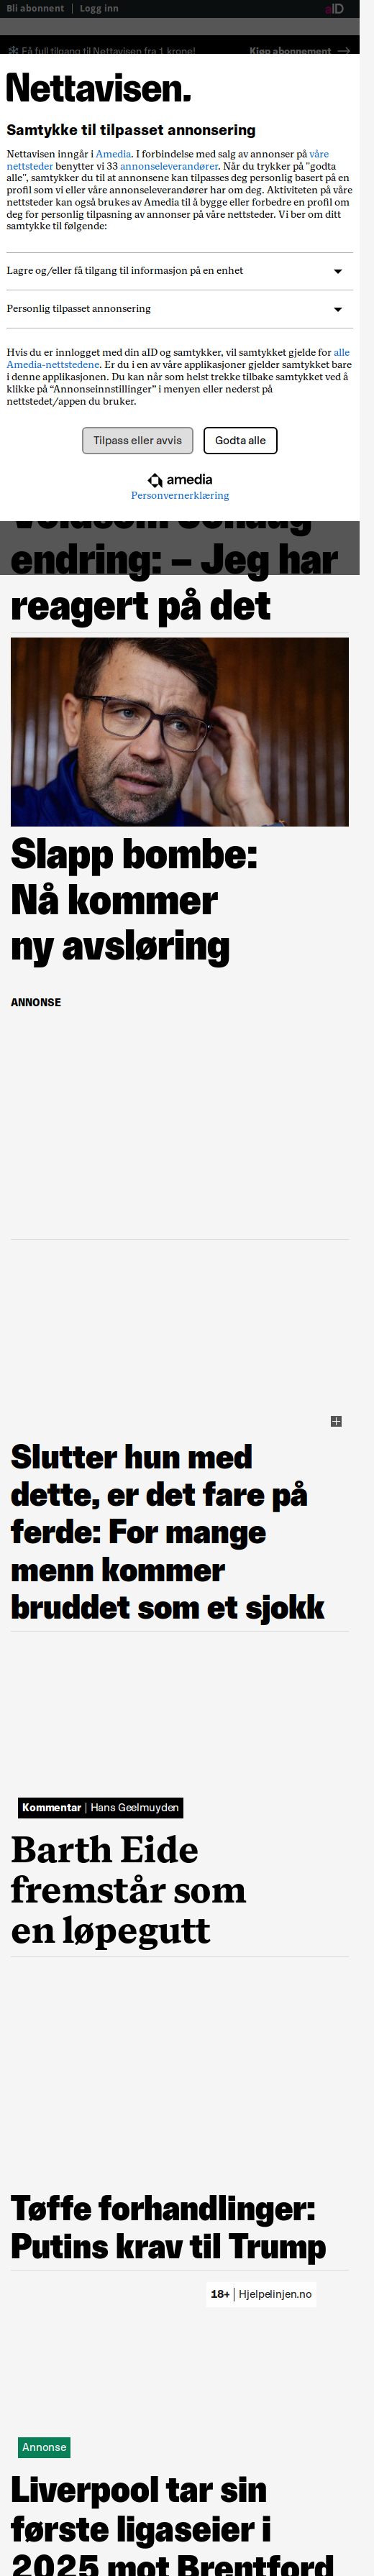 Bli abonnent | Logg inn
aID
Få full tilgang til Nettavisen fra 1 krone!
Kjøp abonnement
Nettavisen.
Samtykke til tilpasset annonsering
Nettavisen inngår i Amedia. I forbindelse med salg av annonser på våre
nettsteder benytter vi 33 annonseleverandører. Når du trykker på "godta
alle", samtykker du til at annonsene kan tilpasses deg personlig basert på en
profil som vi eller våre annonseleverandører har om deg. Aktiviteten på våre
nettsteder kan også brukes av Amedia til å bygge eller forbedre en profil om
deg for personlig tilpasning av annonser på våre nettsteder. Vi ber om ditt
samtykke til følgende:
Lagre og/eller få tilgang til informasjon på en enhet
Personlig tilpasset annonsering
Hvis du er innlogget med din aID og samtykker, vil samtykket gjelde for alle
Amedia-nettstedene. Er du i en av våre applikasjoner gjelder samtykket bare
i denne applikasjonen. Du kan når som helst trekke tilbake samtykket ved å
klikke på “Annonseinnstillinger” i menyen eller nederst på
nettstedet/appen du bruker.
Tilpass eller avvis
Godta alle
amedia
Personvernerklæring
endring: – Jeg har
reagert på det
Slapp bombe:
Nå kommer
ny avsløring
ANNONSE
Slutter hun med
dette, er det fare på
ferde: For mange
menn kommer
bruddet som et sjokk
Kommentar | Hans Geelmuyden
Barth Eide
fremstår som
en løpegutt
Tøffe forhandlinger:
Putins krav til Trump
18+ | Hjelpelinjen.no
Annonse
Liverpool tar sin
første ligaseier i
2025 mot Brentford